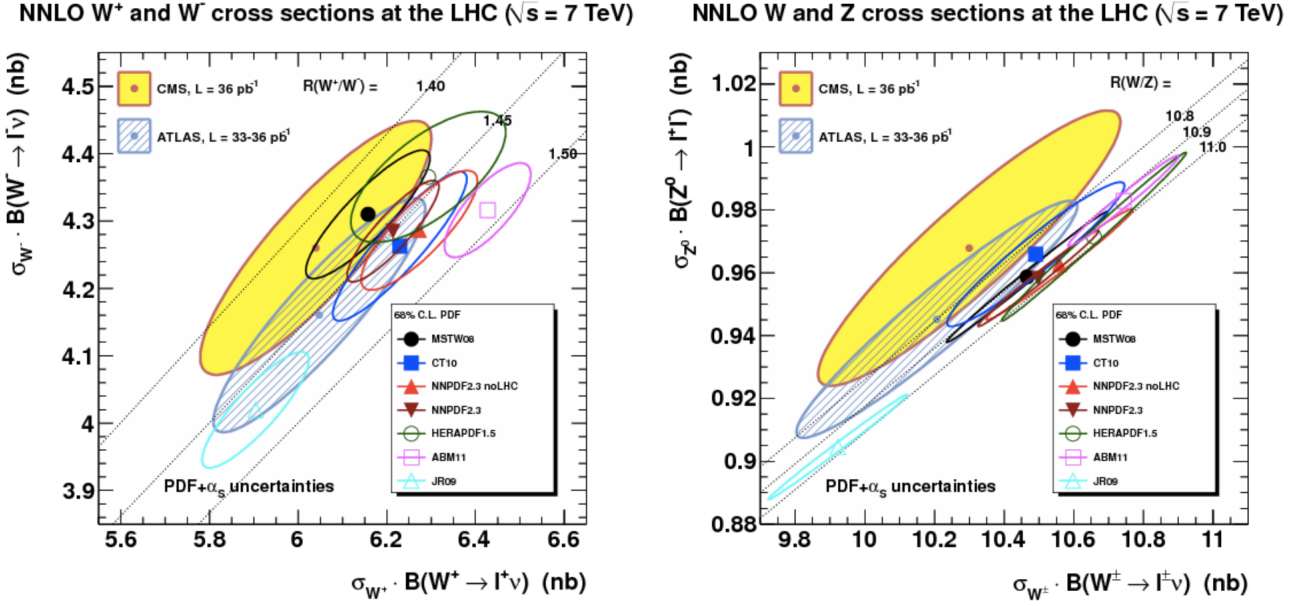 NNLO W⁺ and W⁻ cross sections at the LHC (√s = 7 TeV)
σ_W⁻ · B(W⁻ → l⁻ν) (nb)
4.5
4.4
4.3
4.2
4.1
4
3.9
CMS, L = 36 pb⁻¹
ATLAS, L = 33-36 pb⁻¹
R(W⁺/W⁻) =
1.40
1.45
1.50
68% C.L. PDF
MSTW08
CT10
NNPDF2.3 noLHC
NNPDF2.3
HERAPDF1.5
ABM11
JR09
PDF+α_S uncertainties
5.6 5.8 6 6.2 6.4 6.6
σ_W⁺ · B(W⁺ → l⁺ν) (nb)
NNLO W and Z cross sections at the LHC (√s = 7 TeV)
σ_Z⁰ · B(Z⁰ → l⁺l⁻) (nb)
1.02
1
0.98
0.96
0.94
0.92
0.9
0.88
CMS, L = 36 pb⁻¹
ATLAS, L = 33-36 pb⁻¹
R(W/Z) =
10.8
10.9
11.0
68% C.L. PDF
MSTW08
CT10
NNPDF2.3 noLHC
NNPDF2.3
HERAPDF1.5
ABM11
JR09
PDF+α_S uncertainties
9.8 10 10.2 10.4 10.6 10.8 11
σ_W± · B(W± → l±ν) (nb)